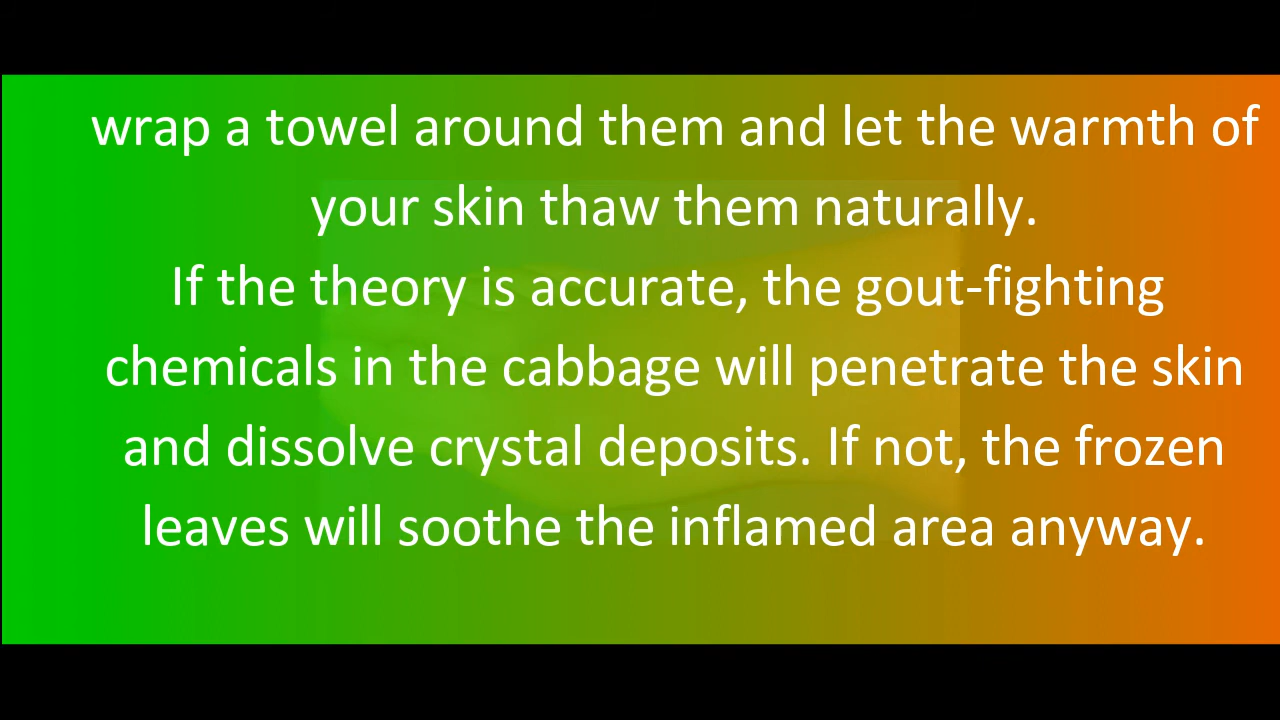 wrap a towel around them and let the warmth of
your skin thaw them naturally.
If the theory is accurate, the gout-fighting
chemicals in the cabbage will penetrate the skin
and dissolve crystal deposits. If not, the frozen
leaves will soothe the inflamed area anyway.